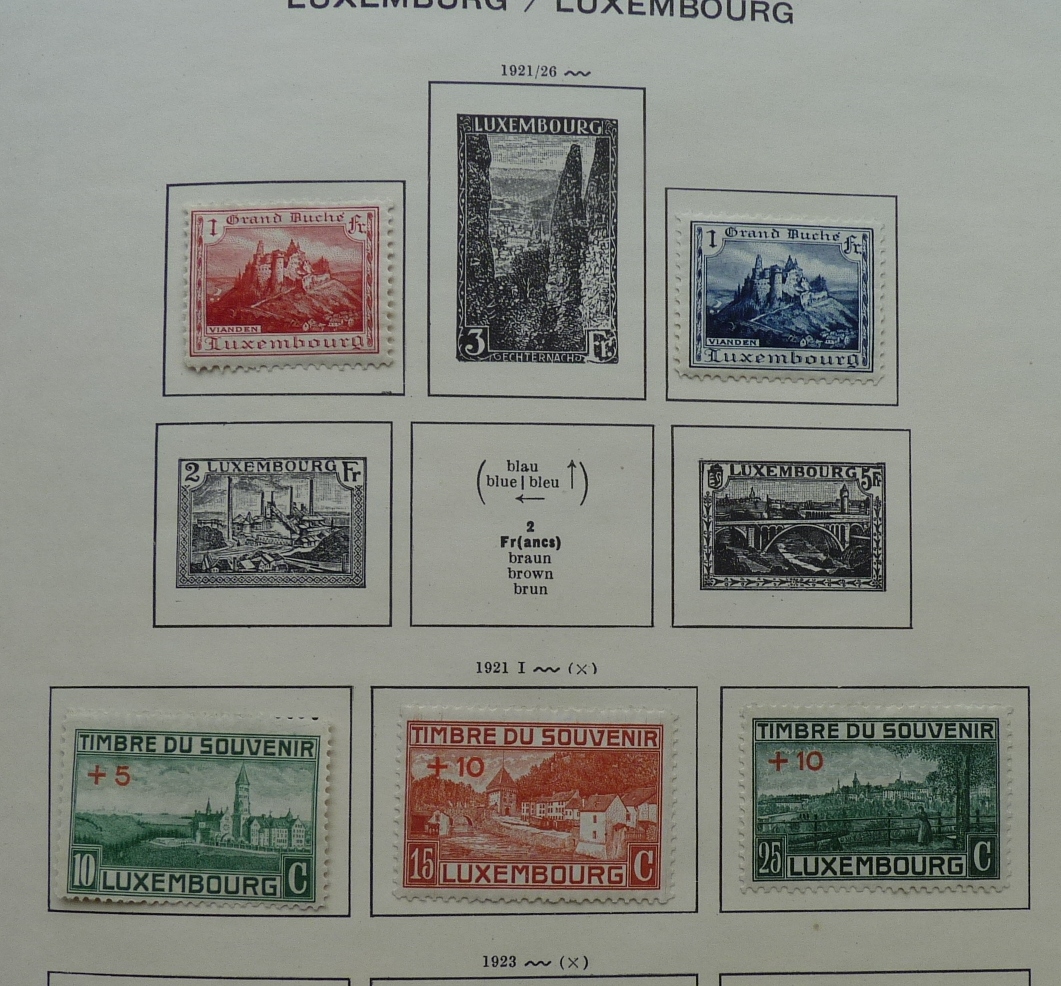 LUXEMBURG / LUXEMBOURG
1921/26
LUXEMBOURG
3 Fr
ECHTERNACH
1 Grand Duché Fr.
VIANDEN
Luxembourg
1 Grand Duché Fr.
VIANDEN
Luxembourg
2 LUXEMBOURG Fr
blau
blue | bleu ↑
←
2
Fr(ancs)
braun
brown
brun
LUXEMBOURG 5 Fr
1921 I (×)
TIMBRE DU SOUVENIR
+ 5
10 LUXEMBOURG C
TIMBRE DU SOUVENIR
+ 10
15 LUXEMBOURG C
TIMBRE DU SOUVENIR
+ 10
25 LUXEMBOURG C
1923 (×)